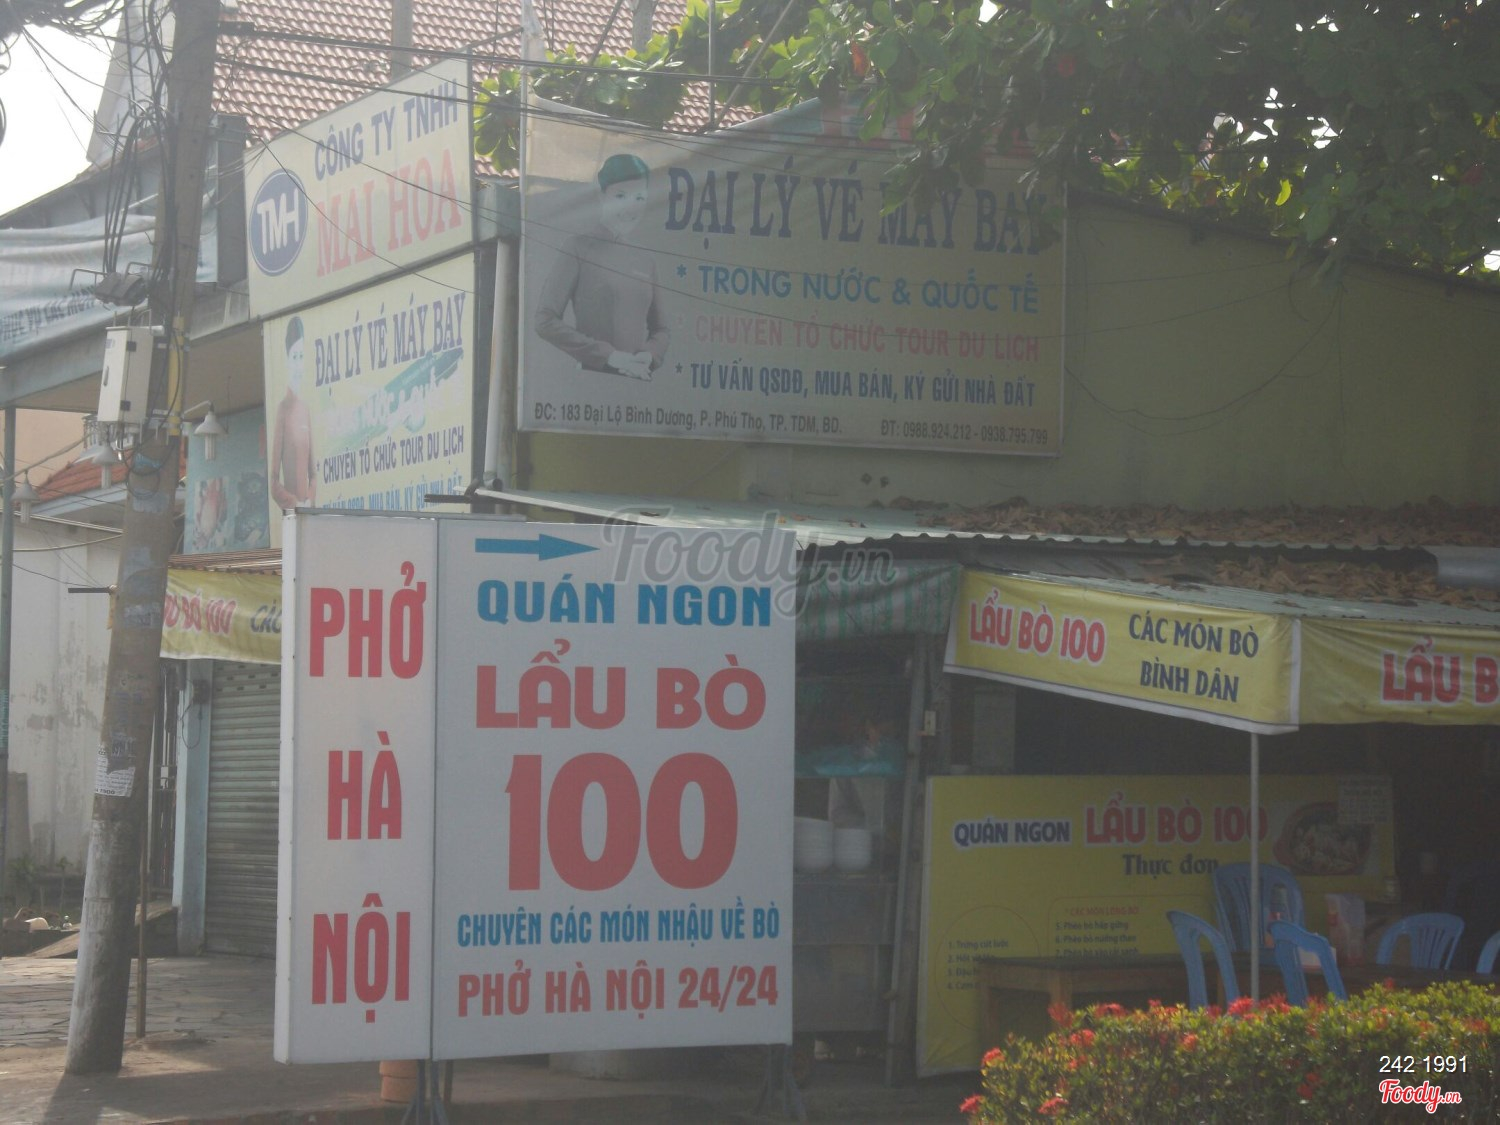 CÔNG TY TNHH
TMH
MAI HOA
ĐẠI LÝ VÉ MÁY BAY
* CHUYÊN TỔ CHỨC TOUR DU LỊCH
ĐẠI LÝ VÉ MÁY BAY
* TRONG NƯỚC & QUỐC TẾ
* CHUYÊN TỔ CHỨC TOUR DU LỊCH
* TƯ VẤN QSDĐ, MUA BÁN, KÝ GỬI NHÀ ĐẤT
ĐC: 183 Đại Lộ Bình Dương, P. Phú Thọ, TP. TDM, BD.
ĐT: 0988.924.212 - 0938.795.799
Foody.vn
BÒ 100
PHỞ
HÀ
NỘI
QUÁN NGON
LẨU BÒ
100
CHUYÊN CÁC MÓN NHẬU VỀ BÒ
PHỞ HÀ NỘI 24/24
LẨU BÒ 100
CÁC MÓN BÒ
BÌNH DÂN
LẨU B
QUÁN NGON LẨU BÒ 100
Thực đơn
242 1991
Foody.vn